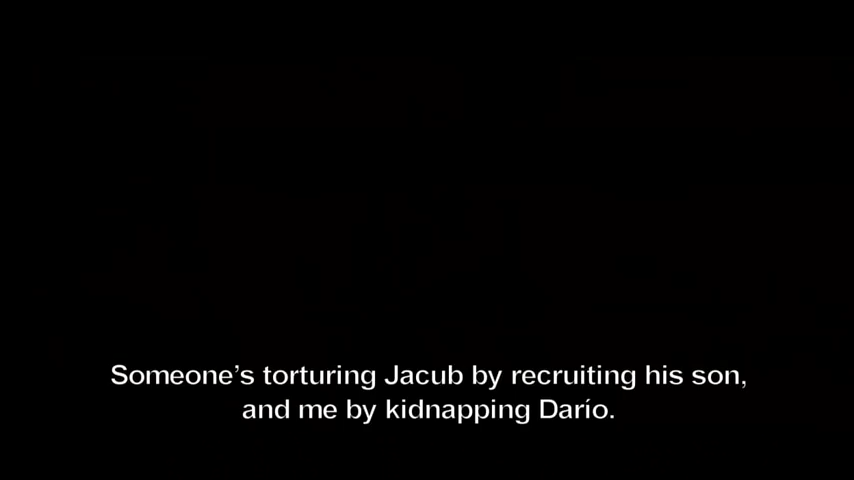 Someone’s torturing Jacub by recruiting his son,
and me by kidnapping Darío.